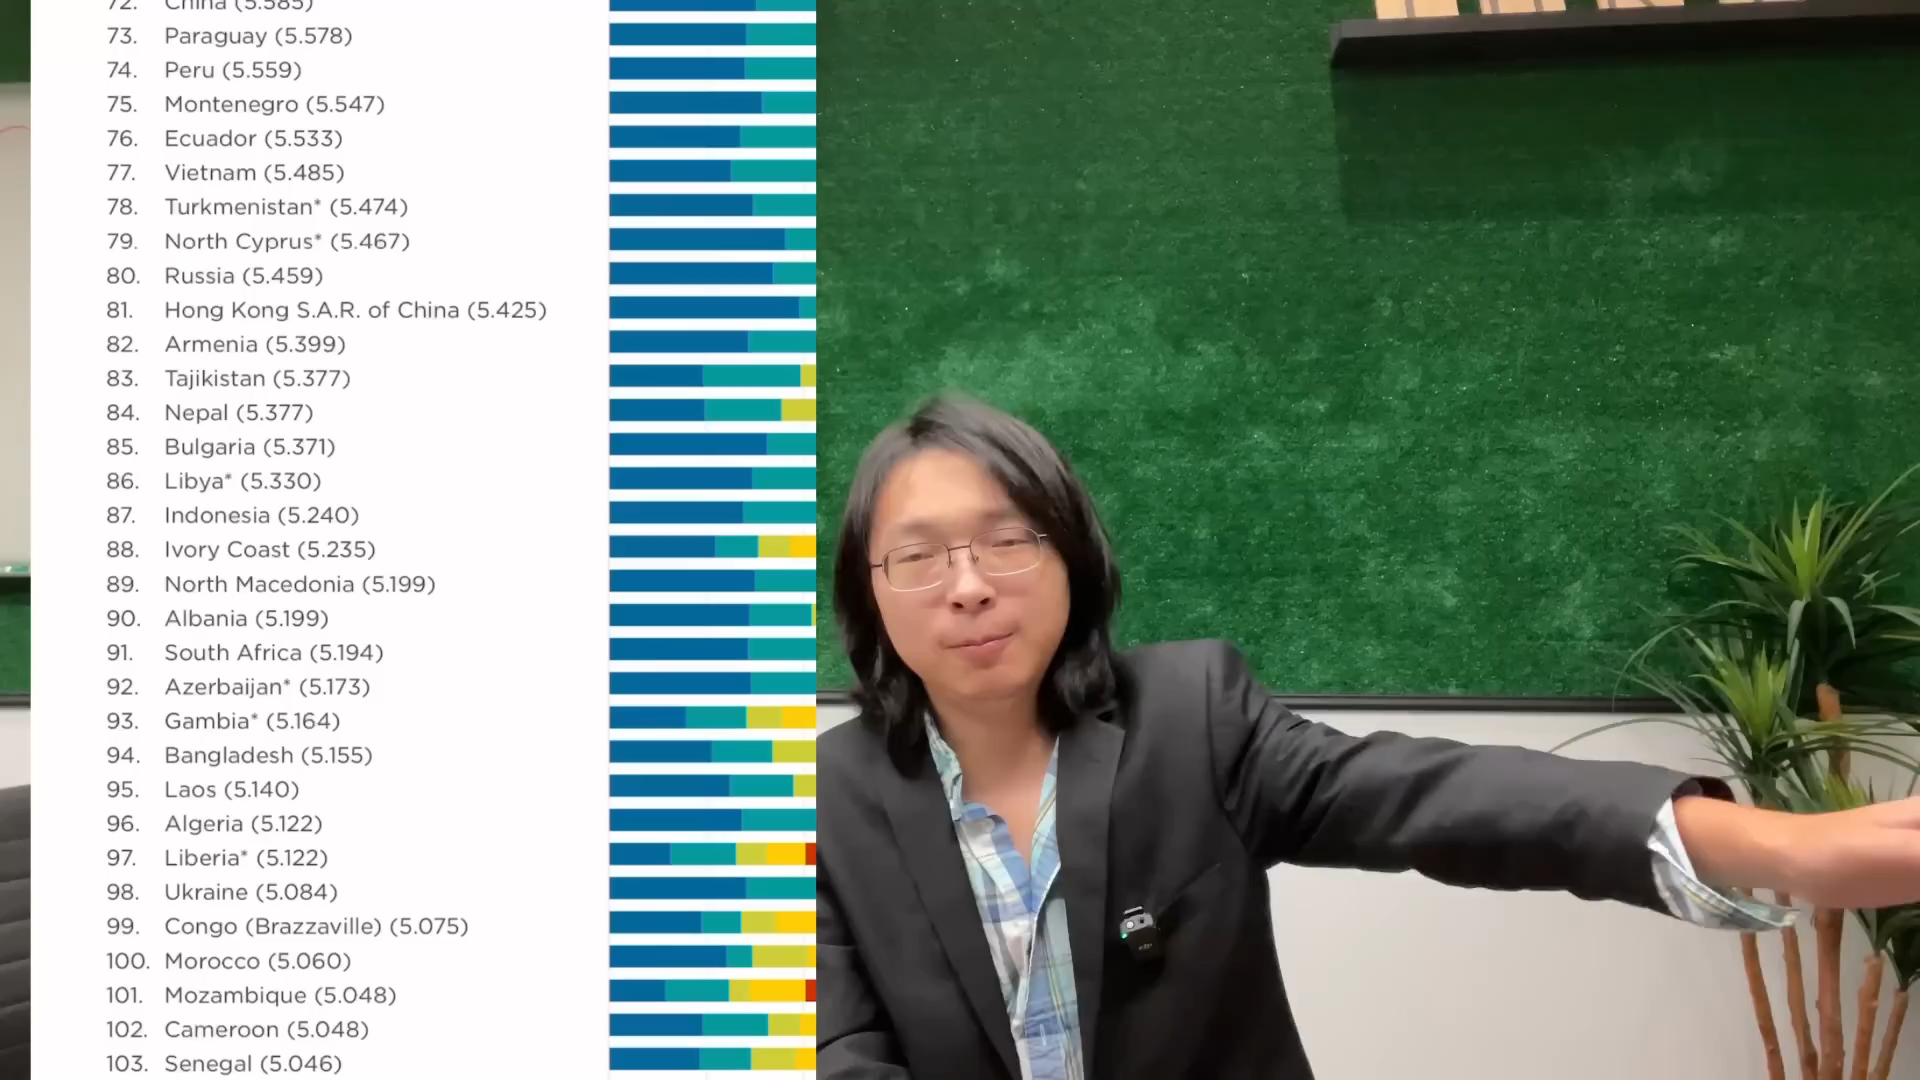 72. China (5.585)
73. Paraguay (5.578)
74. Peru (5.559)
75. Montenegro (5.547)
76. Ecuador (5.533)
77. Vietnam (5.485)
78. Turkmenistan* (5.474)
79. North Cyprus* (5.467)
80. Russia (5.459)
81. Hong Kong S.A.R. of China (5.425)
82. Armenia (5.399)
83. Tajikistan (5.377)
84. Nepal (5.377)
85. Bulgaria (5.371)
86. Libya* (5.330)
87. Indonesia (5.240)
88. Ivory Coast (5.235)
89. North Macedonia (5.199)
90. Albania (5.199)
91. South Africa (5.194)
92. Azerbaijan* (5.173)
93. Gambia* (5.164)
94. Bangladesh (5.155)
95. Laos (5.140)
96. Algeria (5.122)
97. Liberia* (5.122)
98. Ukraine (5.084)
99. Congo (Brazzaville) (5.075)
100. Morocco (5.060)
101. Mozambique (5.048)
102. Cameroon (5.048)
103. Senegal (5.046)